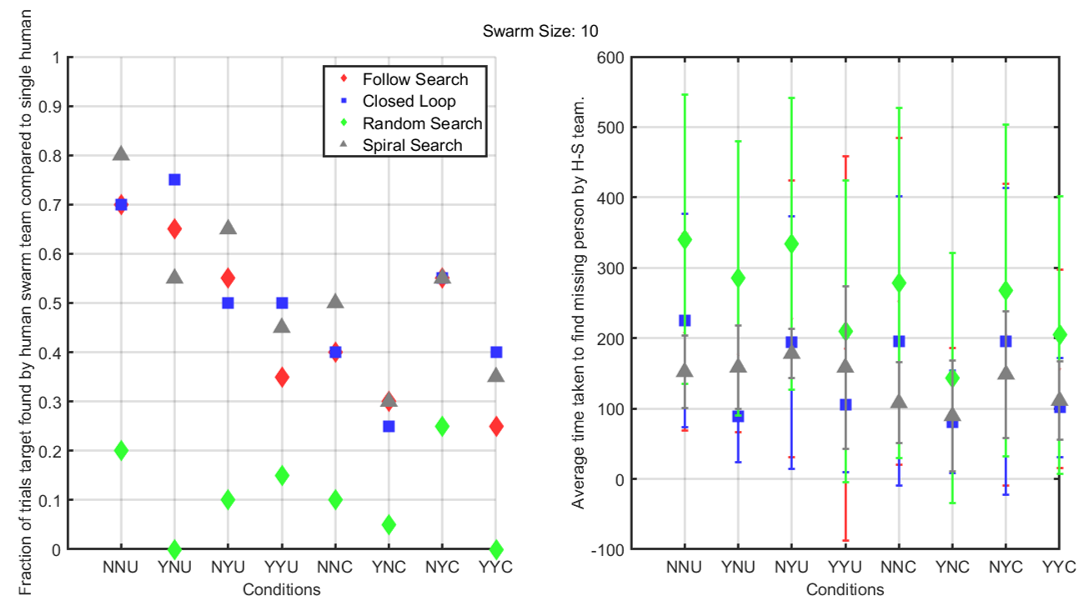 Swarm Size: 10
Fraction of trials target found by human swarm team compared to single human
1
0.9
0.8
0.7
0.6
0.5
0.4
0.3
0.2
0.1
0
Follow Search
Closed Loop
Random Search
Spiral Search
NNU YNU NYU YYU NNC YNC NYC YYC
Conditions
Average time taken to find missing person by H-S team.
600
500
400
300
200
100
0
-100
NNU YNU NYU YYU NNC YNC NYC YYC
Conditions